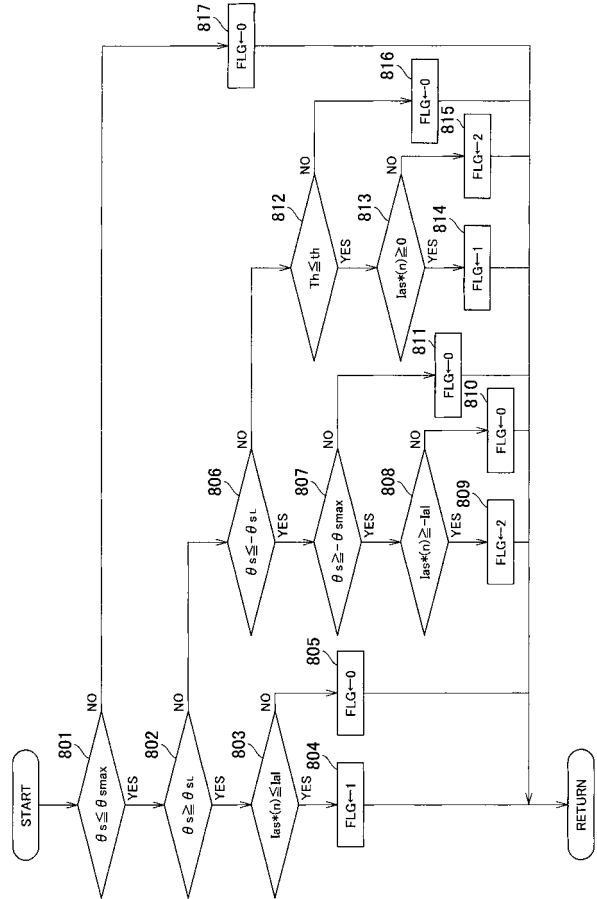 START
801
θs≦θsmax
NO
YES
802
θs≧θsL
NO
YES
803
Ias*(n)≦Ial
NO
YES
804
FLG←1
805
FLG←0
806
θs≦-θsL
NO
YES
807
θs≧-θsmax
NO
YES
808
Ias*(n)≧-Ial
NO
YES
809
FLG←2
810
FLG←0
811
FLG←0
812
Th≦th
NO
YES
813
Ias*(n)≧0
NO
YES
814
FLG←1
815
FLG←2
816
FLG←0
817
FLG←0
RETURN